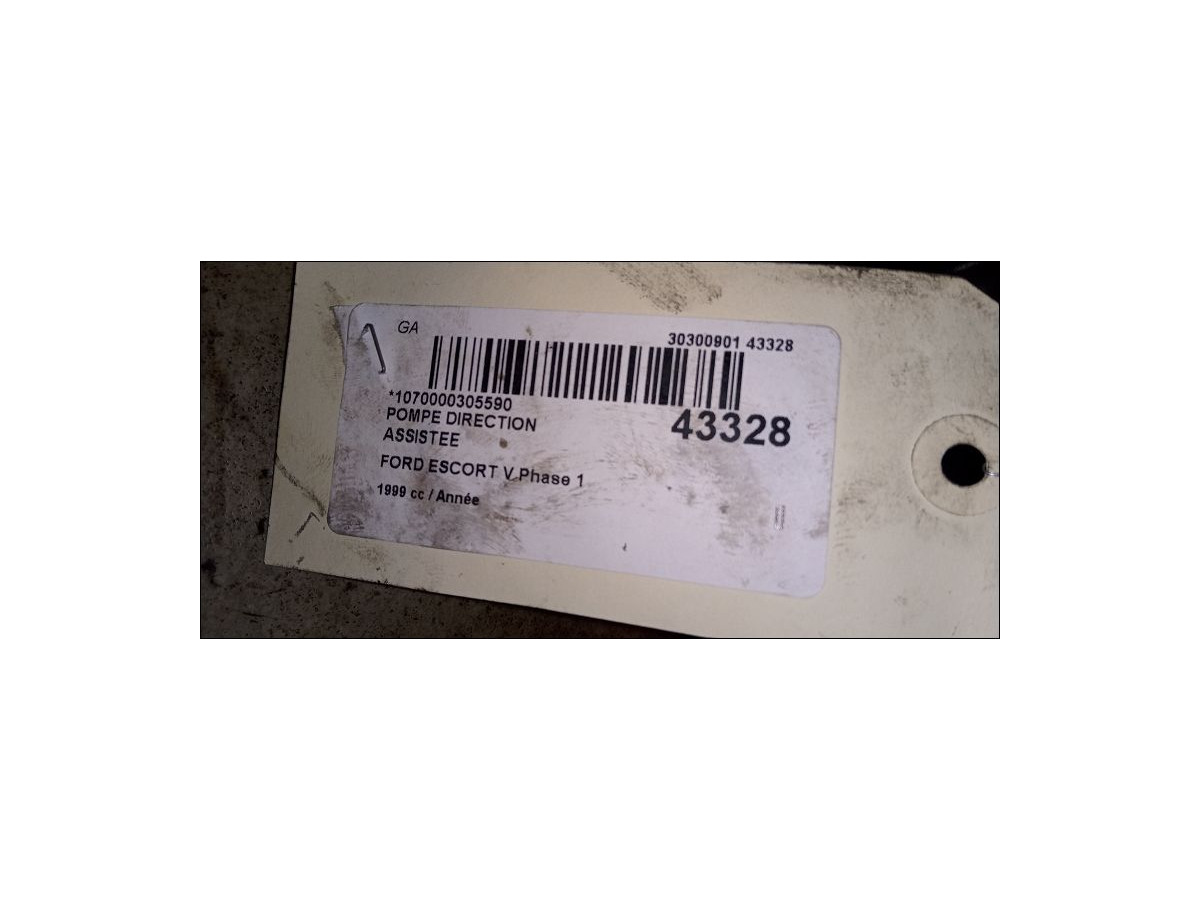 GA
30300901 43328
*1070000305590
43328
POMPE DIRECTION
ASSISTEE
FORD ESCORT V Phase 1
1999 cc / Année